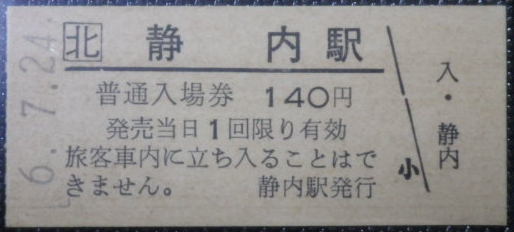 6.7.24.
北 静内駅
普通入場券 140円
発売当日1回限り有効
旅客車内に立ち入ることはで
きません。 静内駅発行
小
入・静内